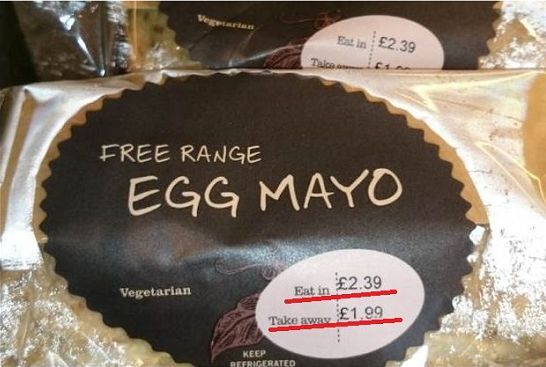 Vegetarian
Eat in £2.39
FREE RANGE
EGG MAYO
Vegetarian
Eat in £2.39
Take away £1.99
KEEP
REFRIGERATED